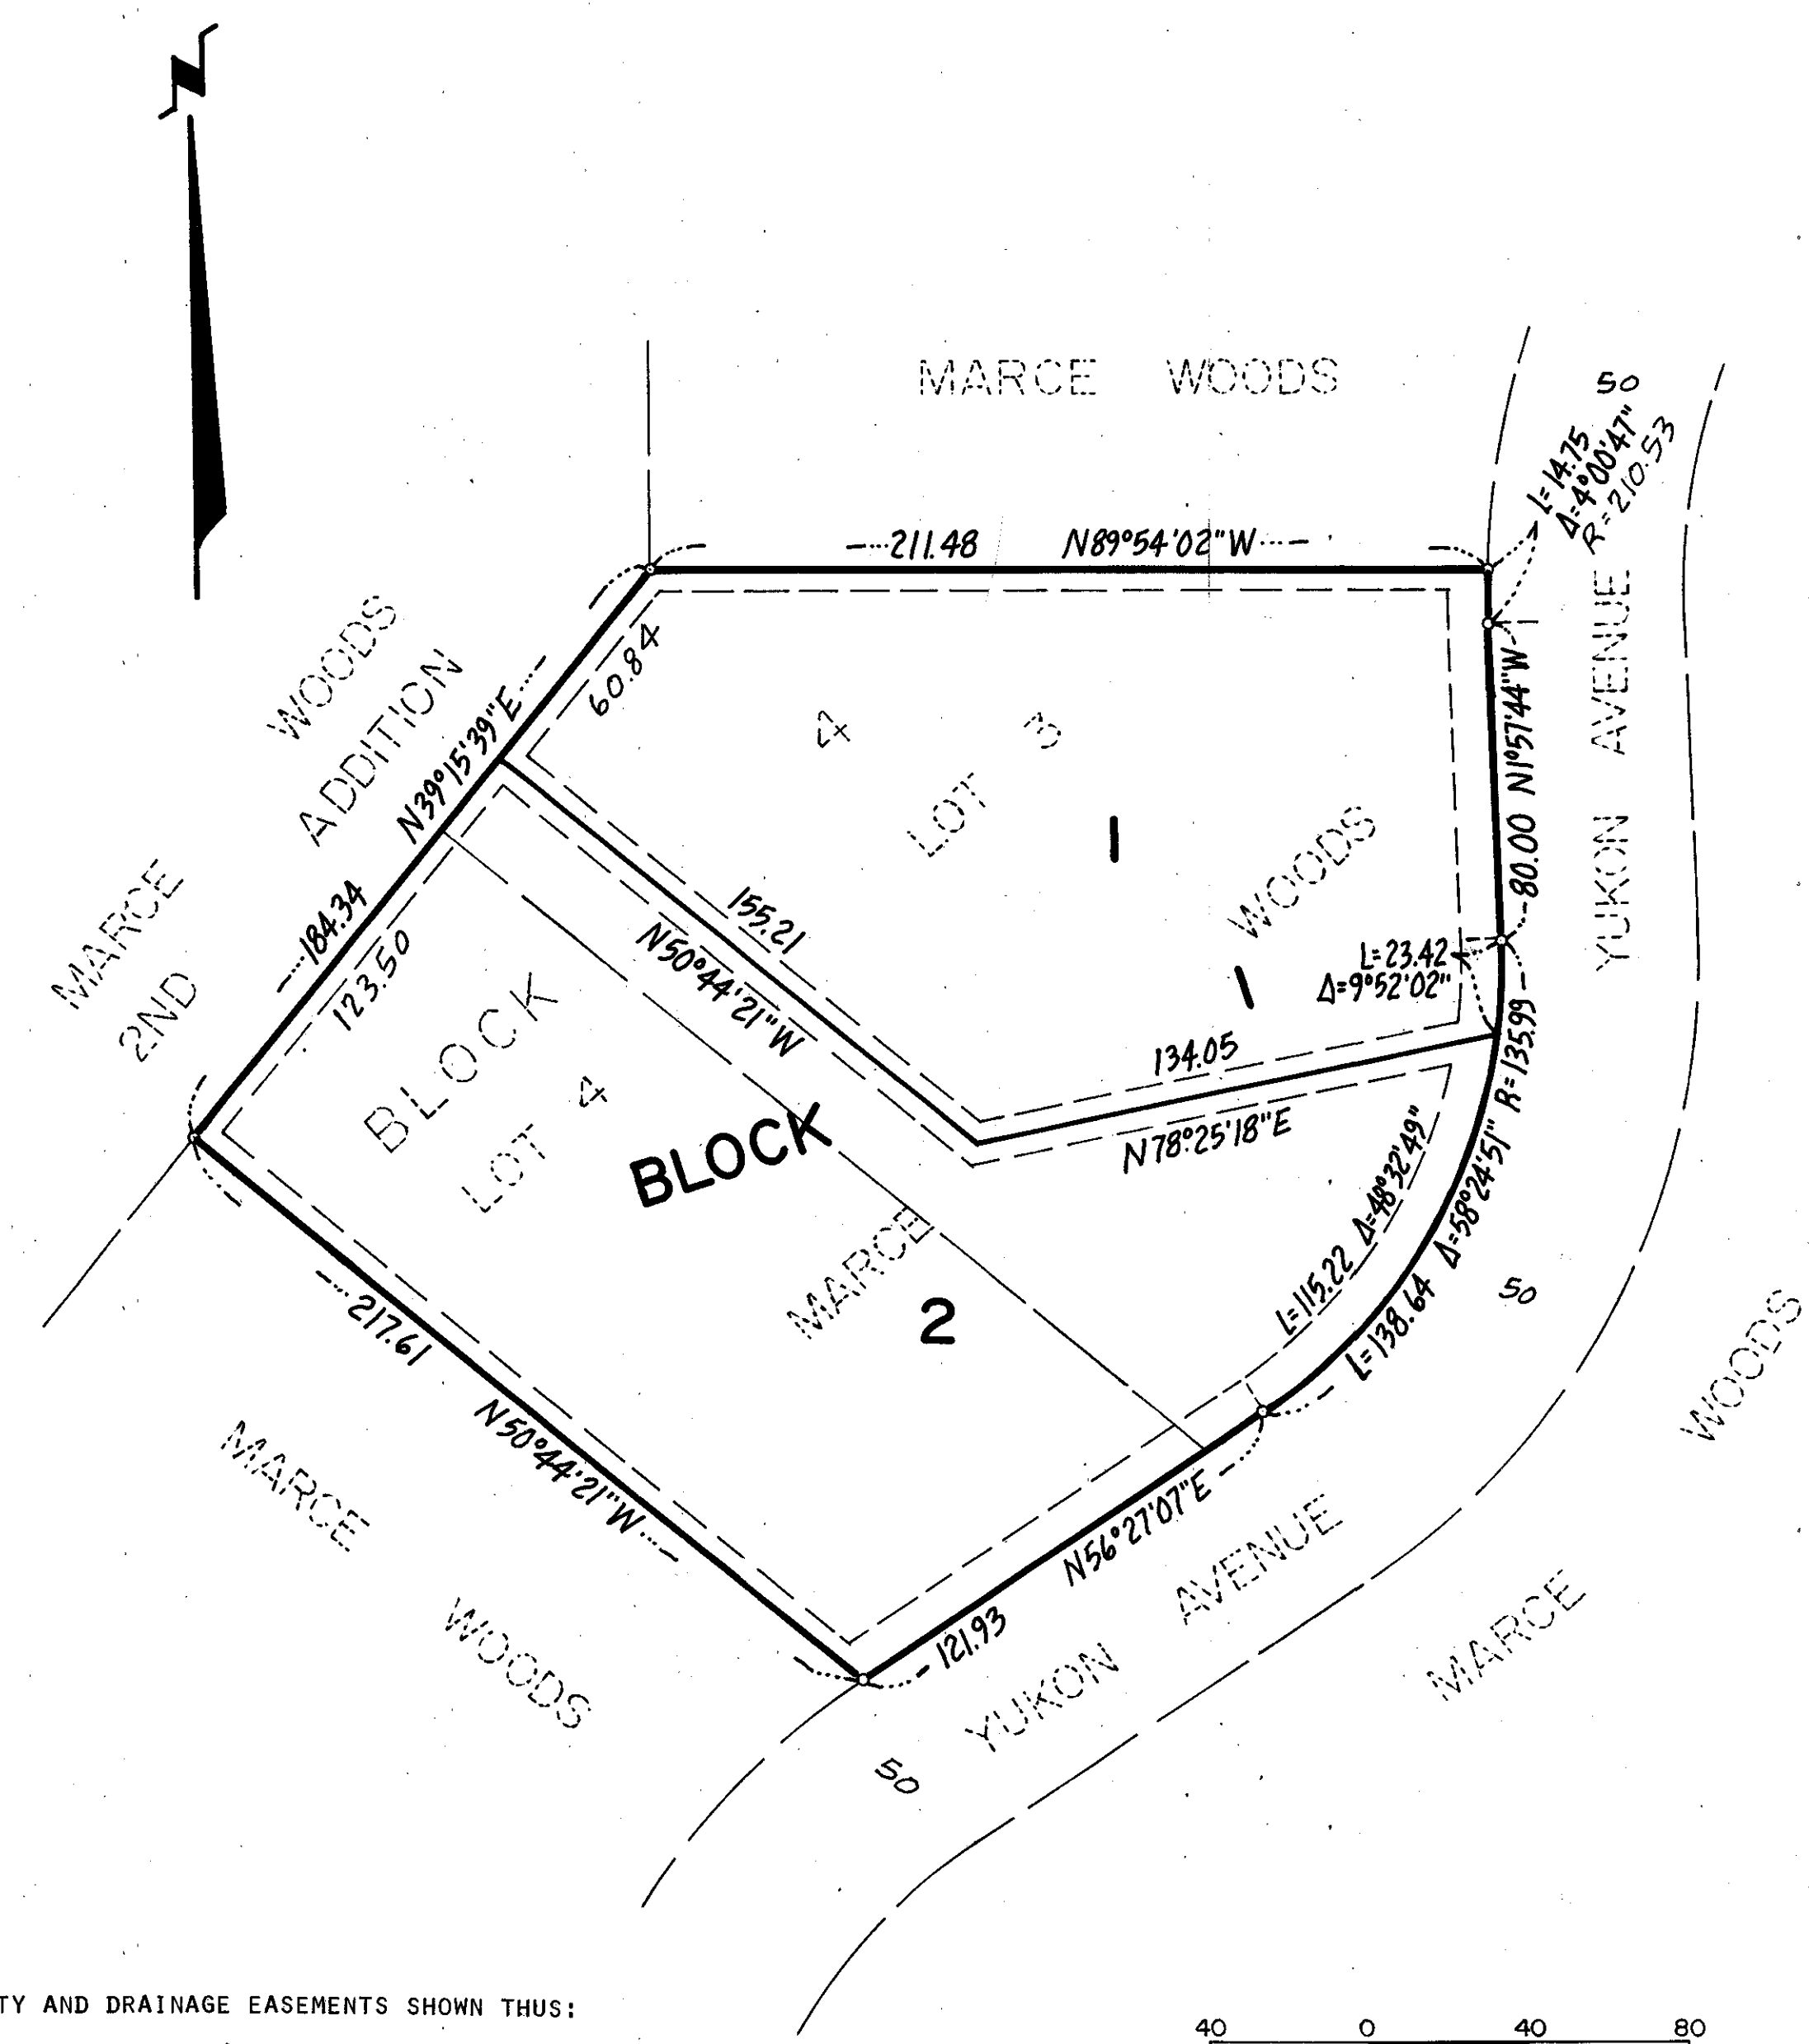 N
MARCE WOODS
50
L=14.75
Δ=4°00'47"
R=210.53
211.48 N89°54'02"W
WOODS
ADDITION
MARCE
2ND
N39°15'39"E
184.34
60.84
123.50
4 3
LOT
1
WOODS
1
N1°57'44"W
80.00
YUKON AVENUE
L=23.42
Δ=9°52'02"
155.21
N50°44'21"W
134.05
N78°25'18"E
R=135.99
Δ=58°24'51"
L=138.64
Δ=48°32'49"
L=115.22
BLOCK
LOT 4
BLOCK
MARCE
2
50
WOODS
217.61
N50°44'21"W
MARCE
WOODS
N56°27'07"E
121.93
YUKON AVENUE
MARCE
50
TY AND DRAINAGE EASEMENTS SHOWN THUS:
40 0 40 80